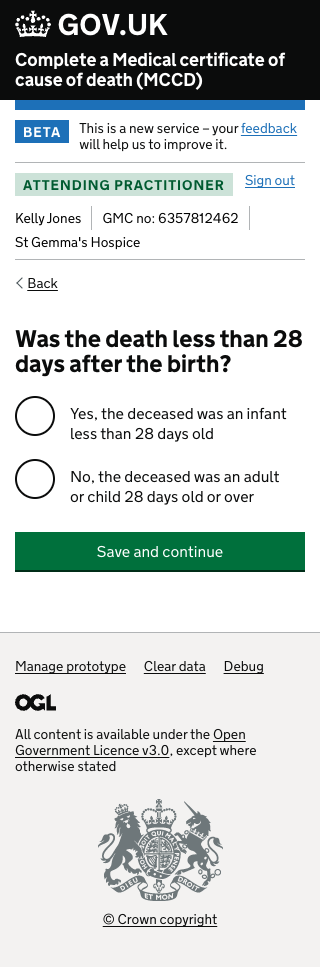 GOV.UK
Complete a Medical certificate of
cause of death (MCCD)
BETA
This is a new service – your feedback
will help us to improve it.
ATTENDING PRACTITIONER
Sign out
Kelly Jones
GMC no: 6357812462
St Gemma's Hospice
Back
Was the death less than 28
days after the birth?
Yes, the deceased was an infant
less than 28 days old
No, the deceased was an adult
or child 28 days old or over
Save and continue
Manage prototype
Clear data
Debug
OGL
All content is available under the Open
Government Licence v3.0, except where
otherwise stated
DIEU ET MON DROIT
© Crown copyright